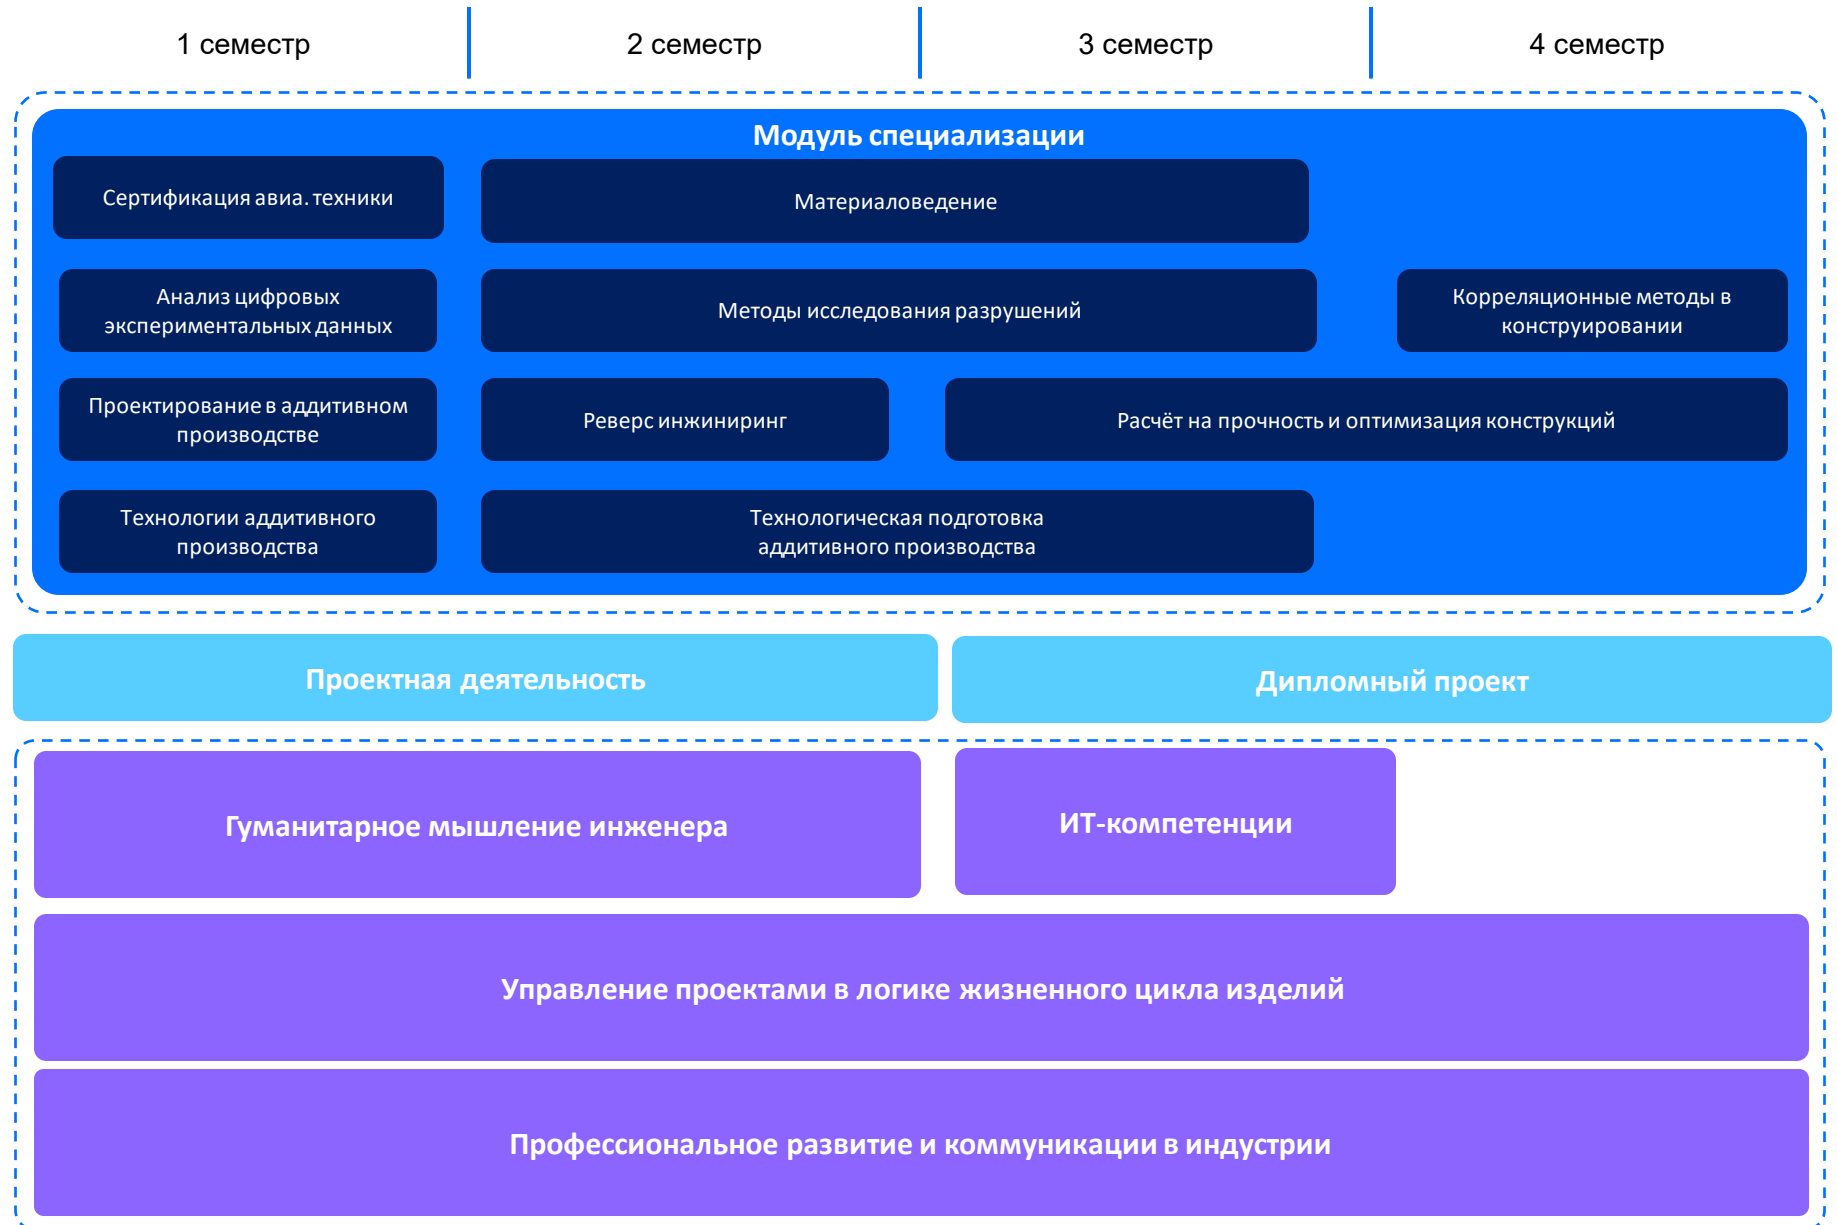 1 семестр
2 семестр
3 семестр
4 семестр
Модуль специализации
Сертификация авиа. техники
Материаловедение
Анализ цифровых
экспериментальных данных
Методы исследования разрушений
Корреляционные методы в
конструировании
Проектирование в аддитивном
производстве
Реверс инжиниринг
Расчёт на прочность и оптимизация конструкций
Технологии аддитивного
производства
Технологическая подготовка
аддитивного производства
Проектная деятельность
Дипломный проект
Гуманитарное мышление инженера
ИТ-компетенции
Управление проектами в логике жизненного цикла изделий
Профессиональное развитие и коммуникации в индустрии